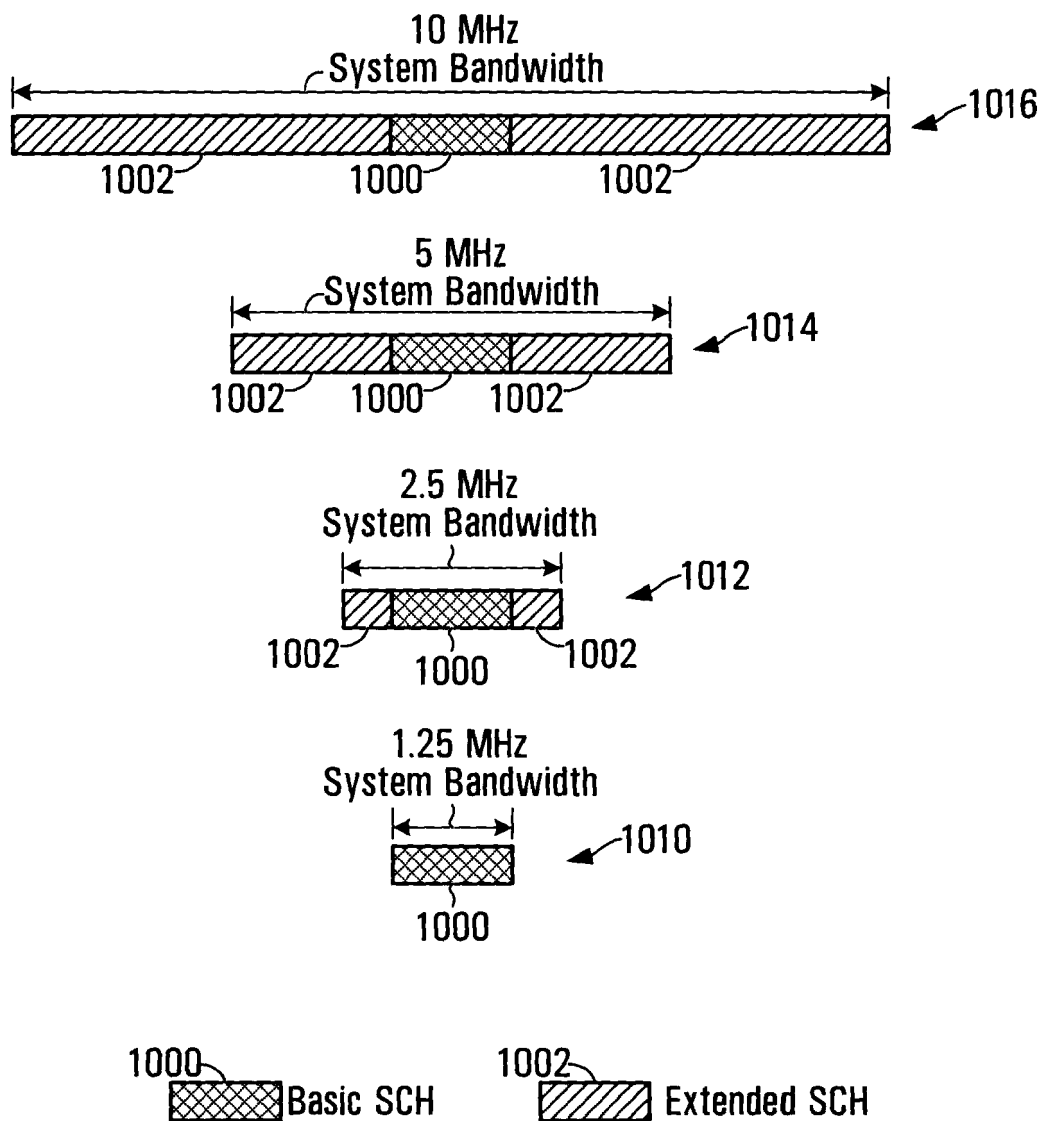 10 MHz
System Bandwidth
1016
1002 1000 1002
5 MHz
System Bandwidth
1014
1002 1000 1002
2.5 MHz
System Bandwidth
1012
1002 1000 1002
1.25 MHz
System Bandwidth
1010
1000
1000 Basic SCH
1002 Extended SCH